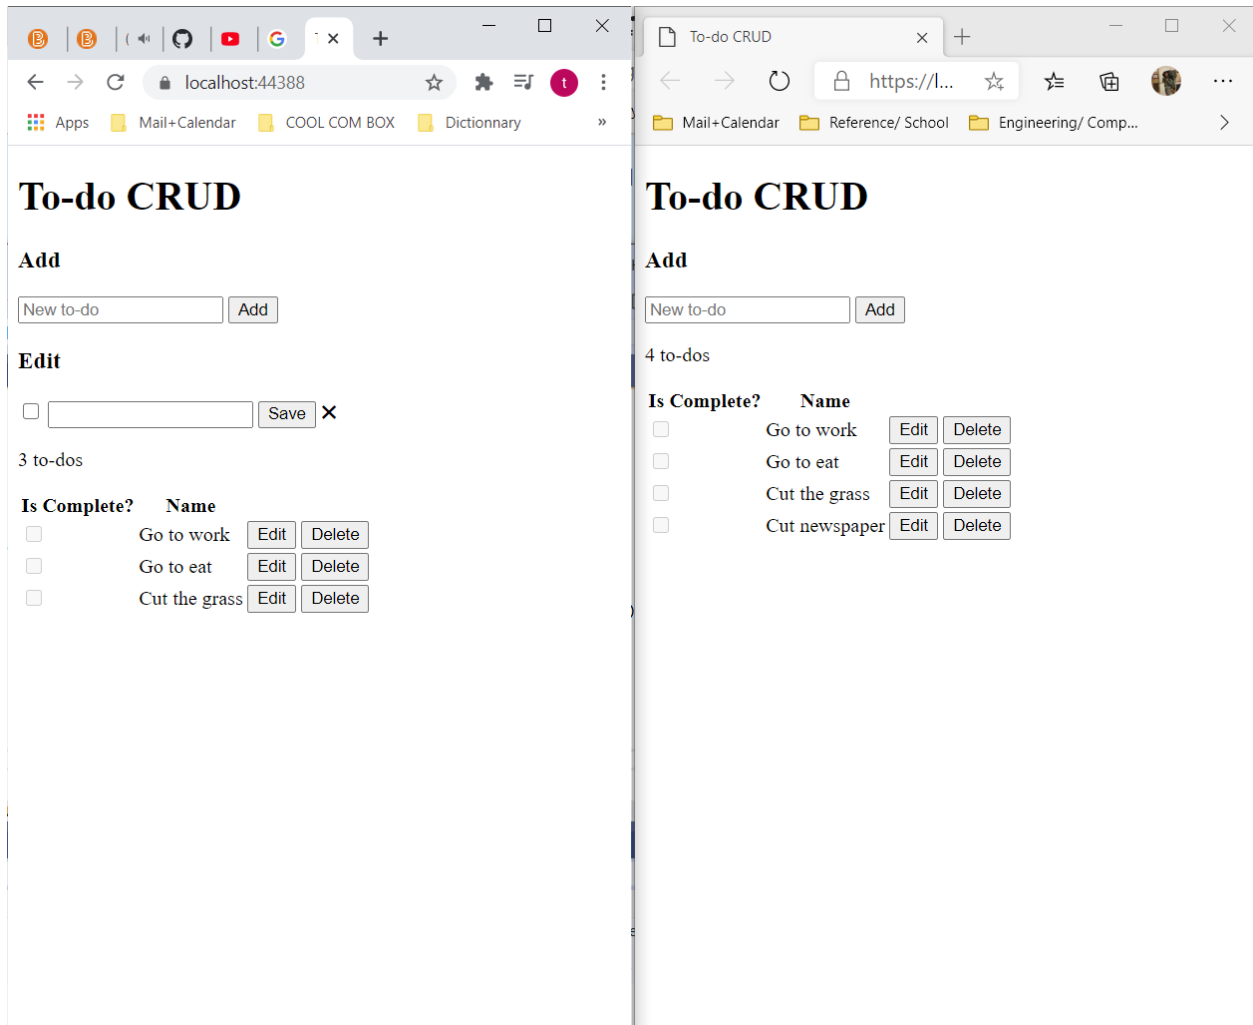 localhost:44388
Apps Mail+Calendar COOL COM BOX Dictionnary »
To-do CRUD
Add
New to-do Add
Edit
Save ✕
3 to-dos
Is Complete? Name
Go to work Edit Delete
Go to eat Edit Delete
Cut the grass Edit Delete
To-do CRUD
https://l...
Mail+Calendar Reference/ School Engineering/ Comp...
To-do CRUD
Add
New to-do Add
4 to-dos
Is Complete? Name
Go to work Edit Delete
Go to eat Edit Delete
Cut the grass Edit Delete
Cut newspaper Edit Delete